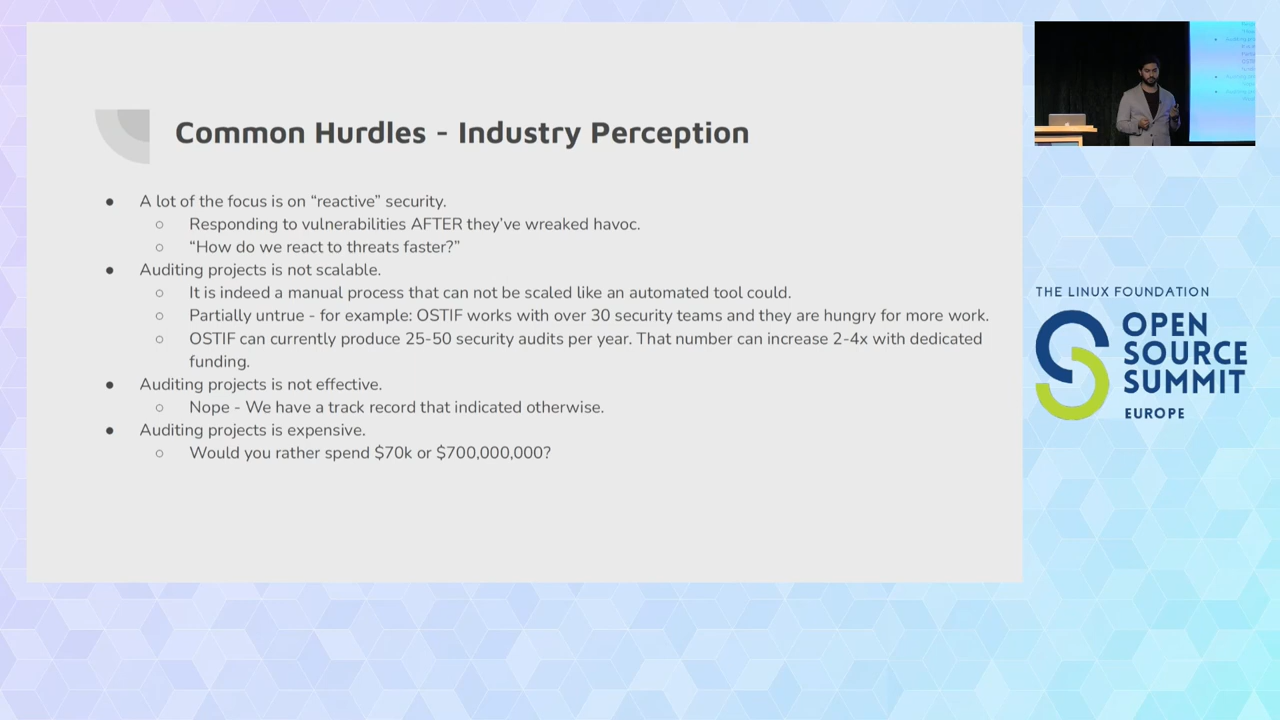 Common Hurdles - Industry Perception
● A lot of the focus is on “reactive” security.
○ Responding to vulnerabilities AFTER they’ve wreaked havoc.
○ “How do we react to threats faster?”
● Auditing projects is not scalable.
○ It is indeed a manual process that can not be scaled like an automated tool could.
○ Partially untrue - for example: OSTIF works with over 30 security teams and they are hungry for more work.
○ OSTIF can currently produce 25-50 security audits per year. That number can increase 2-4x with dedicated
funding.
● Auditing projects is not effective.
○ Nope - We have a track record that indicated otherwise.
● Auditing projects is expensive.
○ Would you rather spend $70k or $700,000,000?
THE LINUX FOUNDATION
OPEN
SOURCE
SUMMIT
EUROPE